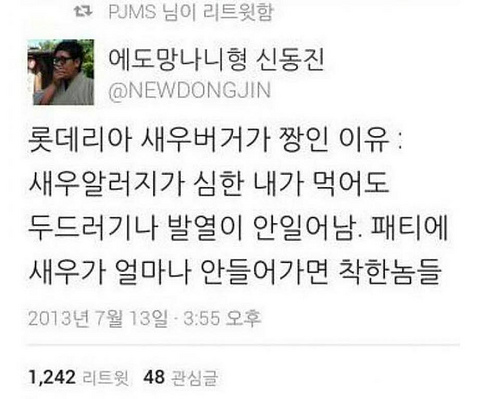 PJMS 님이 리트윗함
에도망나니형 신동진
@NEWDONGJIN
롯데리아 새우버거가 짱인 이유 :
새우알러지가 심한 내가 먹어도
두드러기나 발열이 안일어남. 패티에
새우가 얼마나 안들어가면 착한놈들
2013년 7월 13일 · 3:55 오후
1,242 리트윗 48 관심글